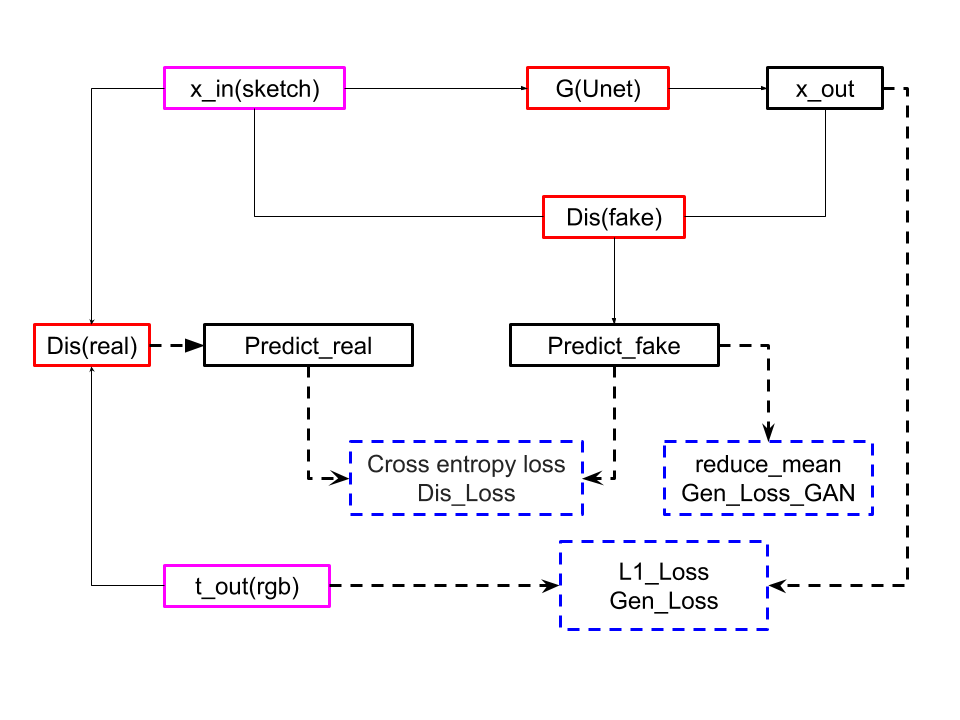 x_in(sketch)
G(Unet)
x_out
Dis(fake)
Dis(real)
Predict_real
Predict_fake
Cross entropy loss
Dis_Loss
reduce_mean
Gen_Loss_GAN
L1_Loss
Gen_Loss
t_out(rgb)